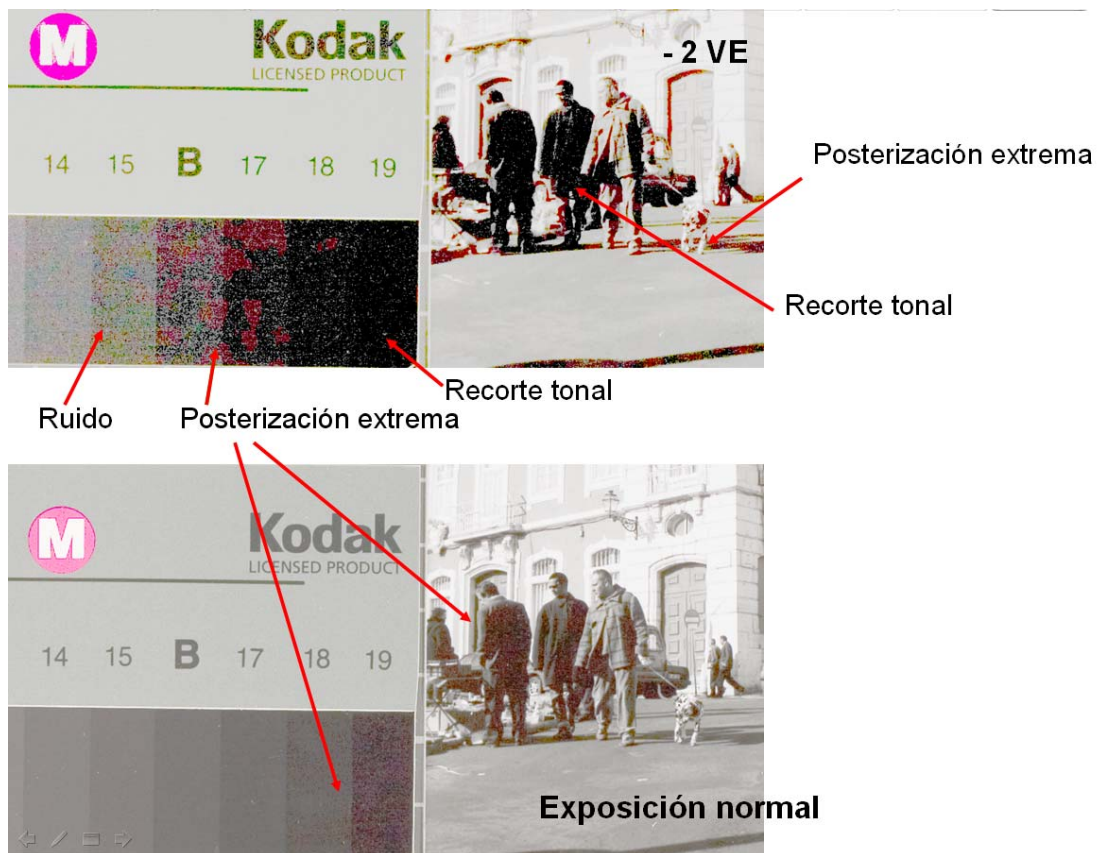 M
Kodak
LICENSED PRODUCT
- 2 VE
14 15 B 17 18 19
Posterización extrema
Recorte tonal
Recorte tonal
Ruido
Posterización extrema
M
Kodak
LICENSED PRODUCT
14 15 B 17 18 19
Exposición normal